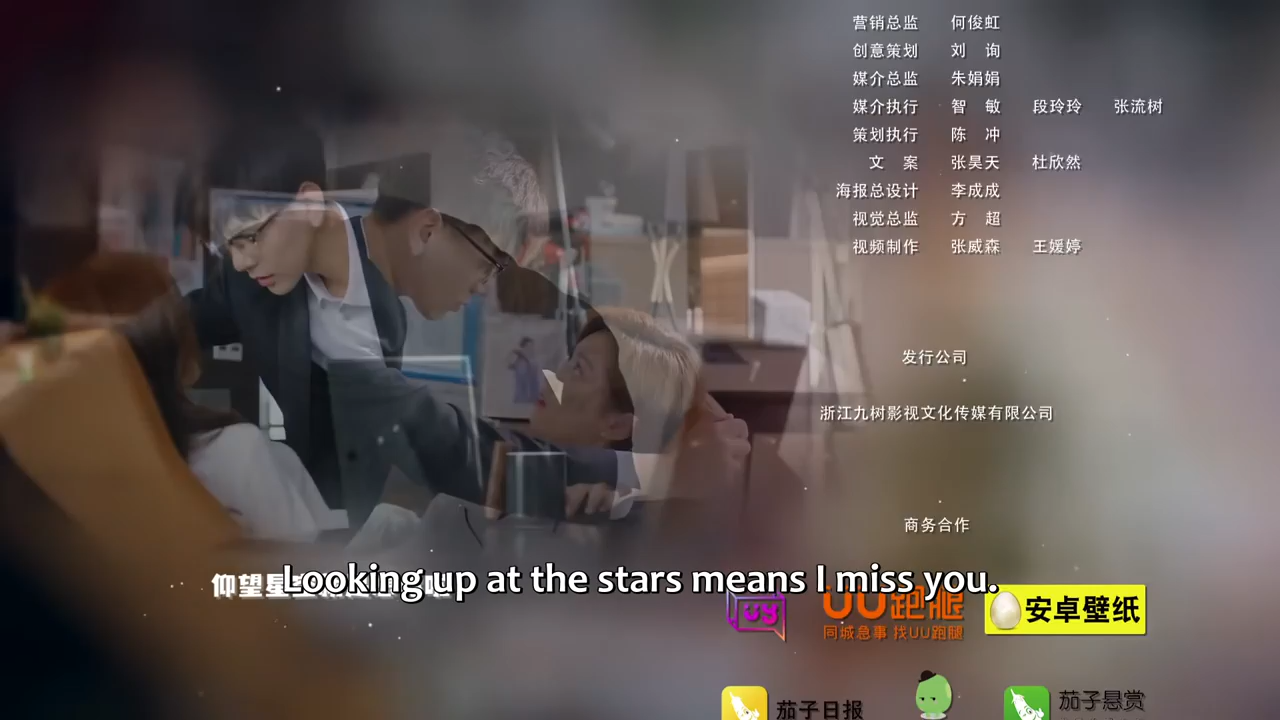 营销总监 何俊虹
创意策划 刘 询
媒介总监 朱娟娟
媒介执行 智 敏 段玲玲 张流树
策划执行 陈 冲
文 案 张昊天 杜欣然
海报总设计 李成成
视觉总监 方 超
视频制作 张威森 王媛婷
发行公司
浙江九树影视文化传媒有限公司
商务合作
仰望星
Looking up at the stars means I miss you.
UU跑腿
同城急事 找UU跑腿
安卓壁纸
茄子日报
茄子悬赏